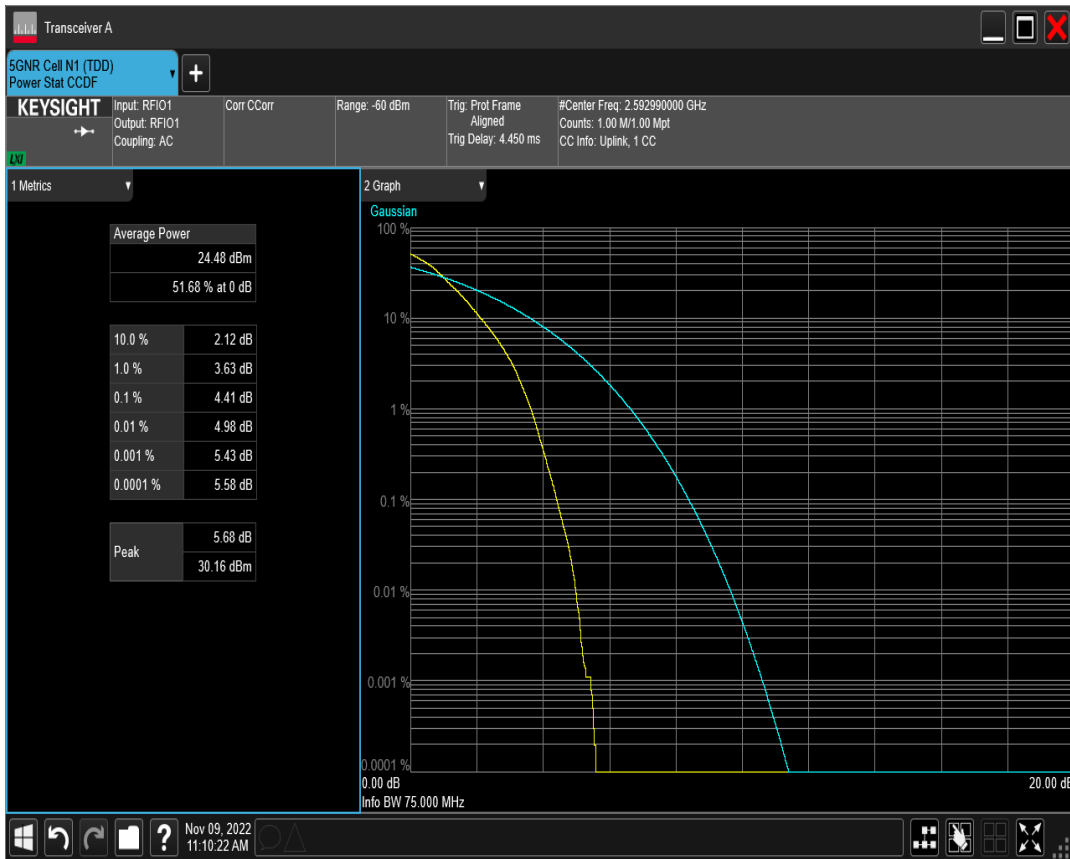 Transceiver A
5GNR Cell N1 (TDD)
Power Stat CCDF
+
KEYSIGHT
LXI
Input: RFIO1
Output: RFIO1
Coupling: AC
Corr CCorr
Range: -60 dBm
Trig: Prot Frame
Aligned
Trig Delay: 4.450 ms
#Center Freq: 2.592990000 GHz
Counts: 1.00 M/1.00 Mpt
CC Info: Uplink, 1 CC
1 Metrics
Average Power
24.48 dBm
51.68 % at 0 dB
10.0 % 2.12 dB
1.0 % 3.63 dB
0.1 % 4.41 dB
0.01 % 4.98 dB
0.001 % 5.43 dB
0.0001 % 5.58 dB
Peak
5.68 dB
30.16 dBm
2 Graph
Gaussian
100 %
10 %
1 %
0.1 %
0.01 %
0.001 %
0.0001 %
0.00 dB 20.00 dB
Info BW 75.000 MHz
?
Nov 09, 2022
11:10:22 AM